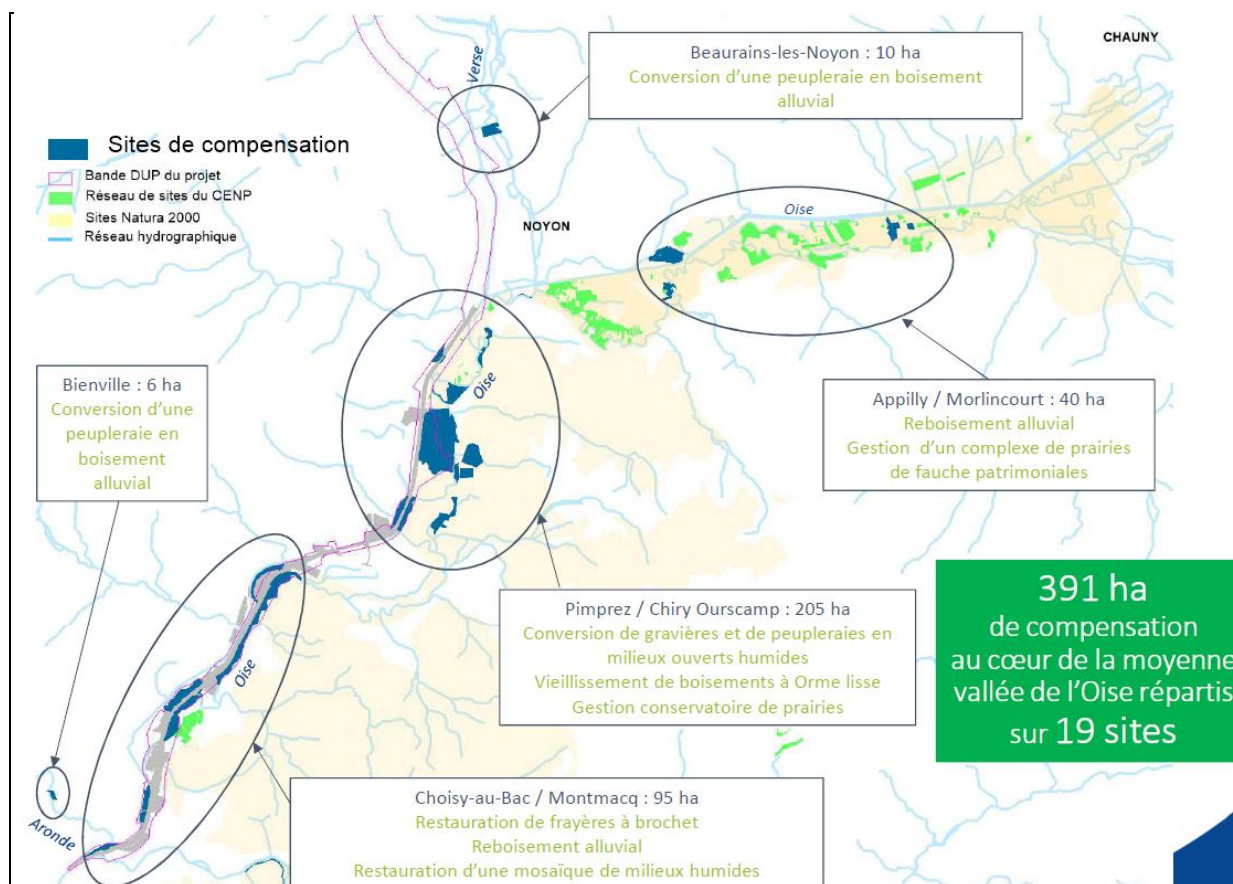 CHAUNY
Beaurains-les-Noyon : 10 ha
Conversion d'une peupleraie en boisement
alluvial
Verse
Sites de compensation
Bande DUP du projet
Réseau de sites du CENP
Sites Natura 2000
Réseau hydrographique
NOYON
Oise
Bienville : 6 ha
Conversion d'une
peupleraie en
boisement
alluvial
Oise
Appilly / Morlincourt : 40 ha
Reboisement alluvial
Gestion d'un complexe de prairies
de fauche patrimoniales
Pimprez / Chiry Ourscamp : 205 ha
Conversion de gravières et de peupleraies en
milieux ouverts humides
Vieillissement de boisements à Orme lisse
Gestion conservatoire de prairies
391 ha
de compensation
au cœur de la moyenne
vallée de l'Oise répartis
sur 19 sites
Oise
Aronde
Choisy-au-Bac / Montmacq : 95 ha
Restauration de frayères à brochet
Reboisement alluvial
Restauration d'une mosaïque de milieux humides